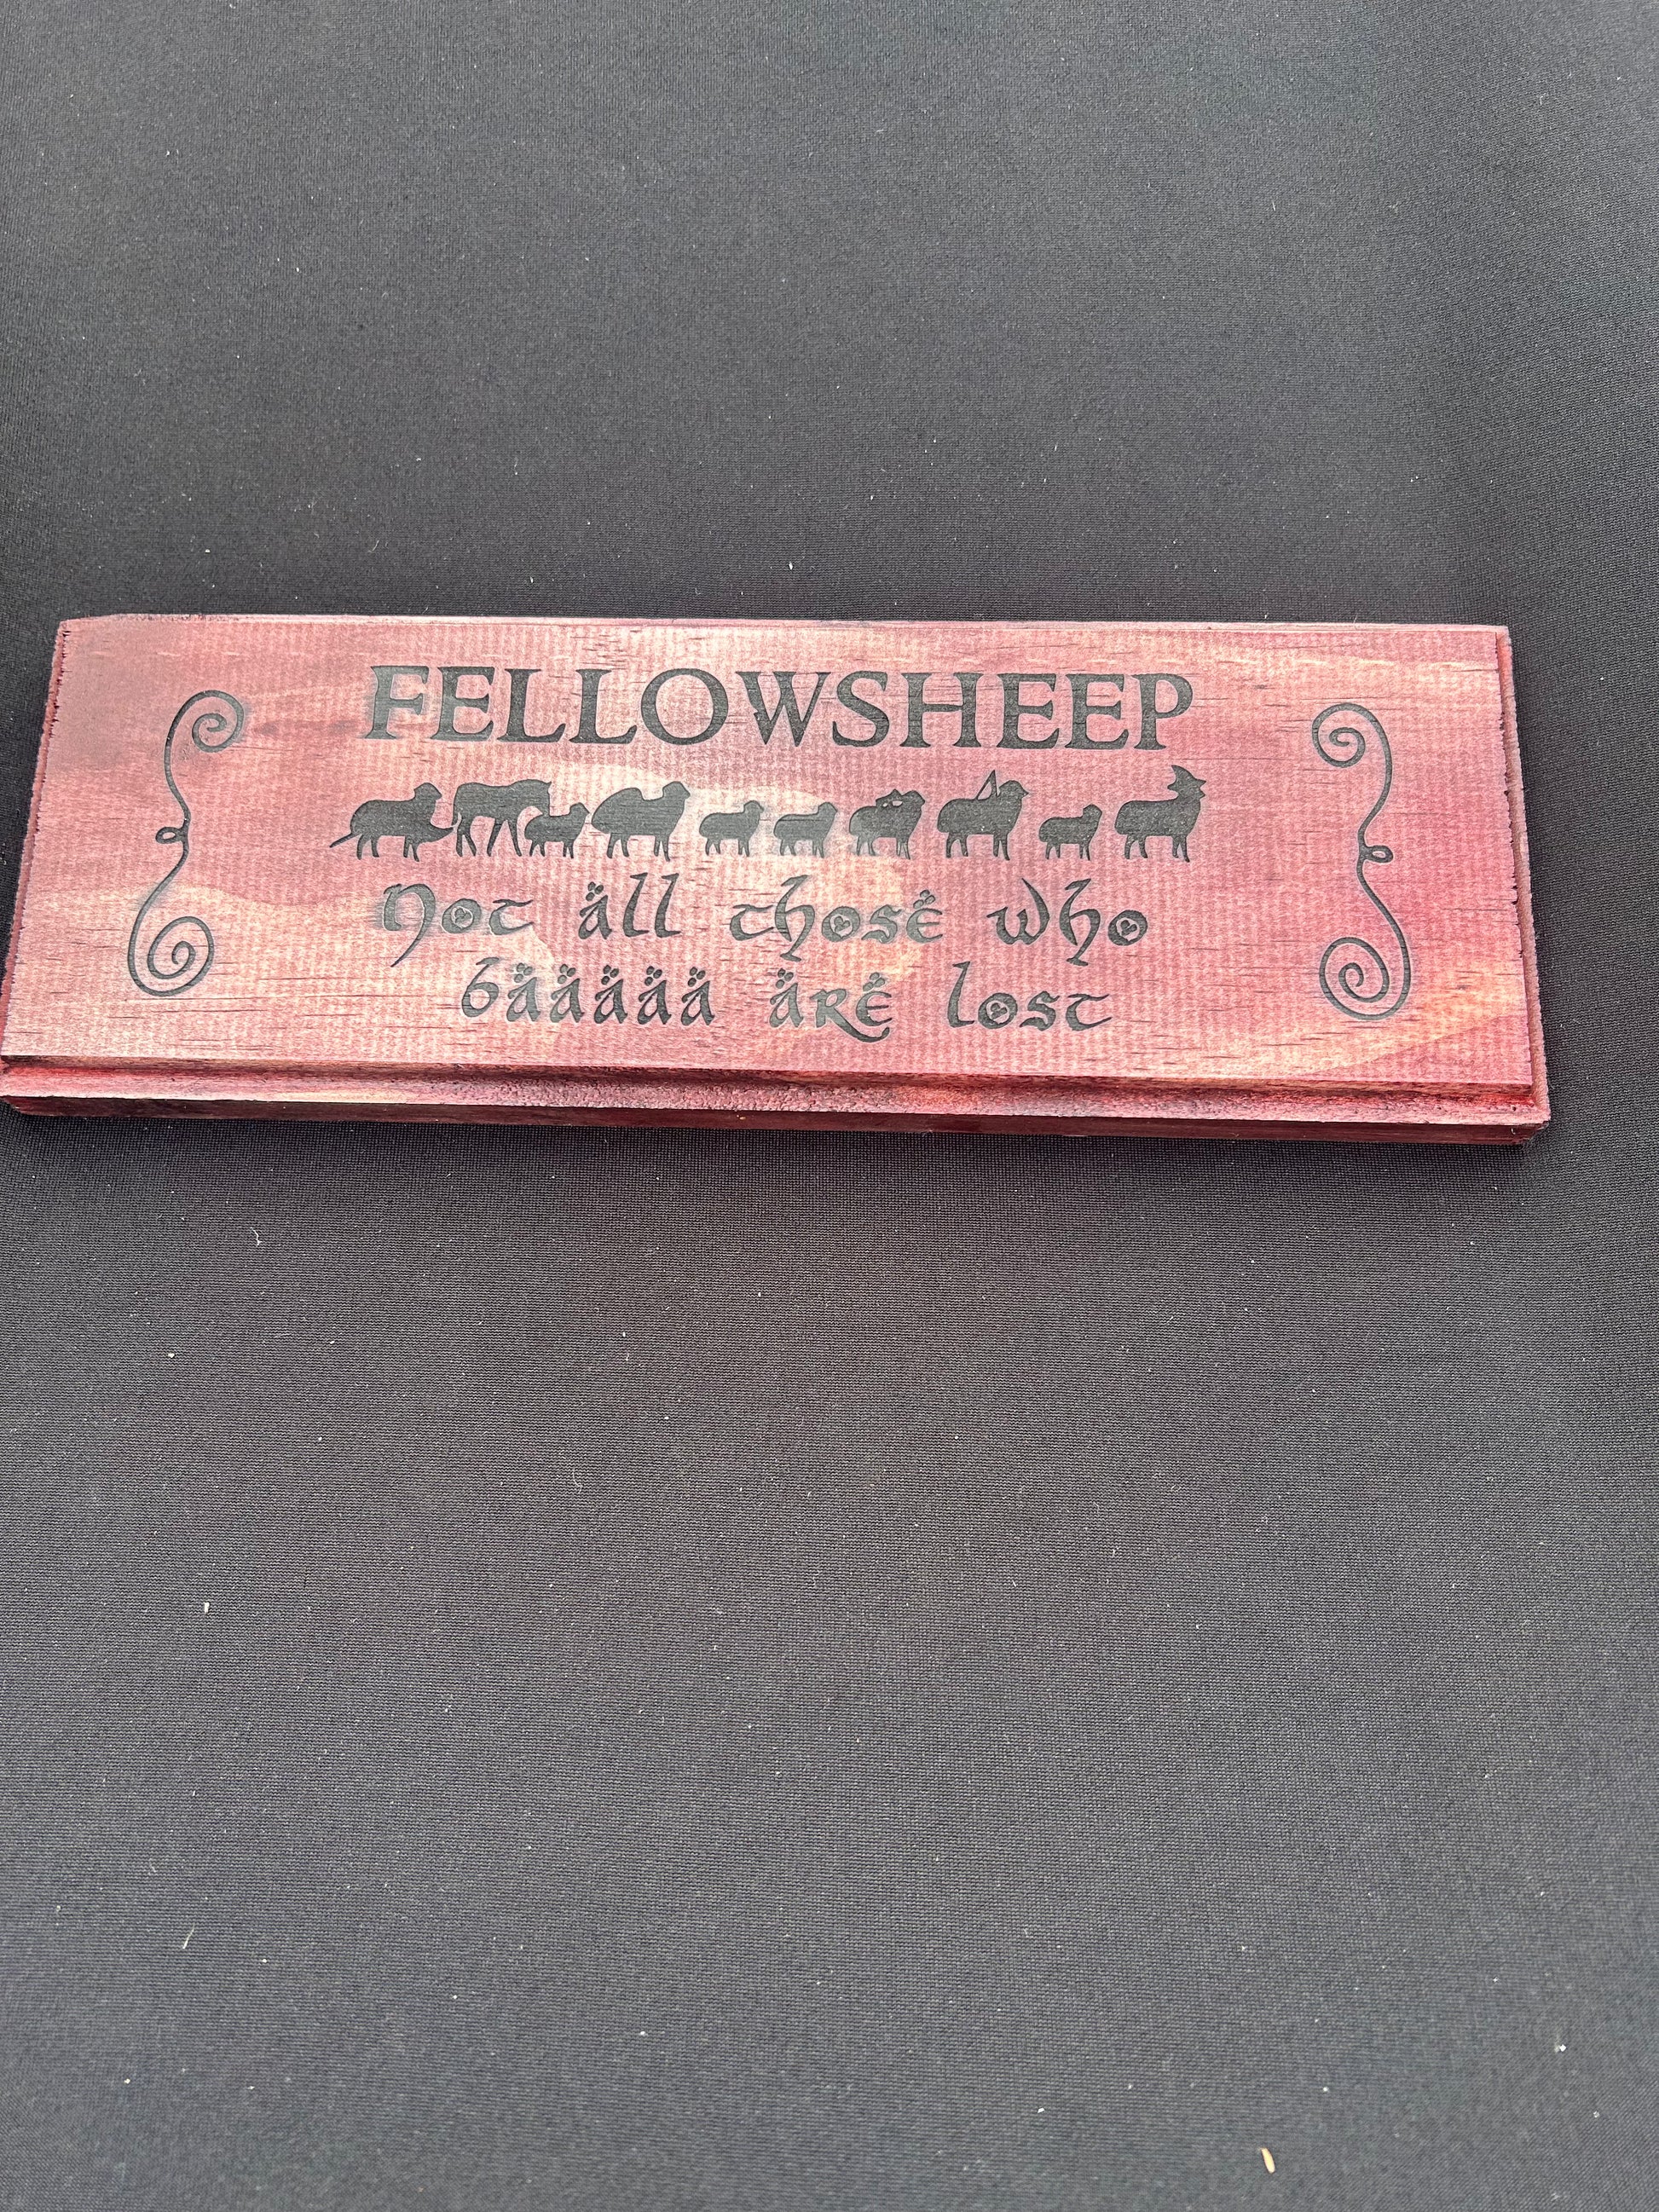 FELLOWSHEEP
Not all those who
baaaaa are lost